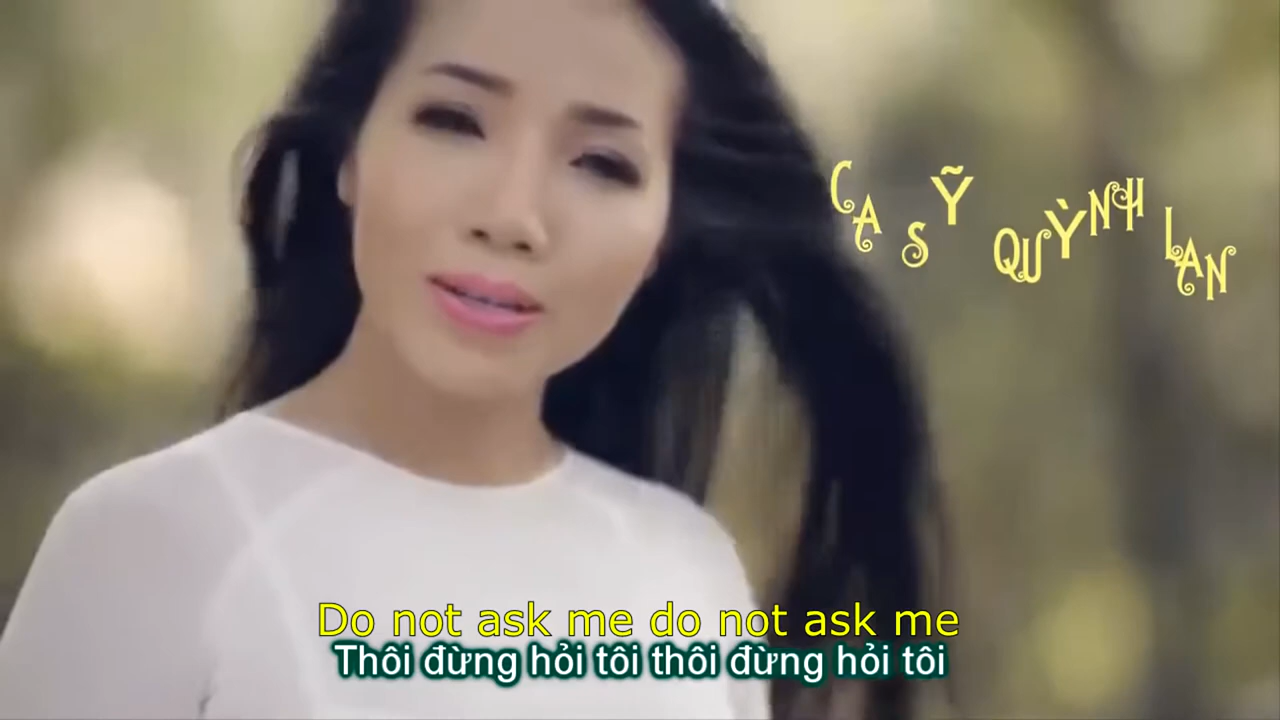 CA SỸ QUỲNH LAN
Do not ask me do not ask me
Thôi đừng hỏi tôi thôi đừng hỏi tôi